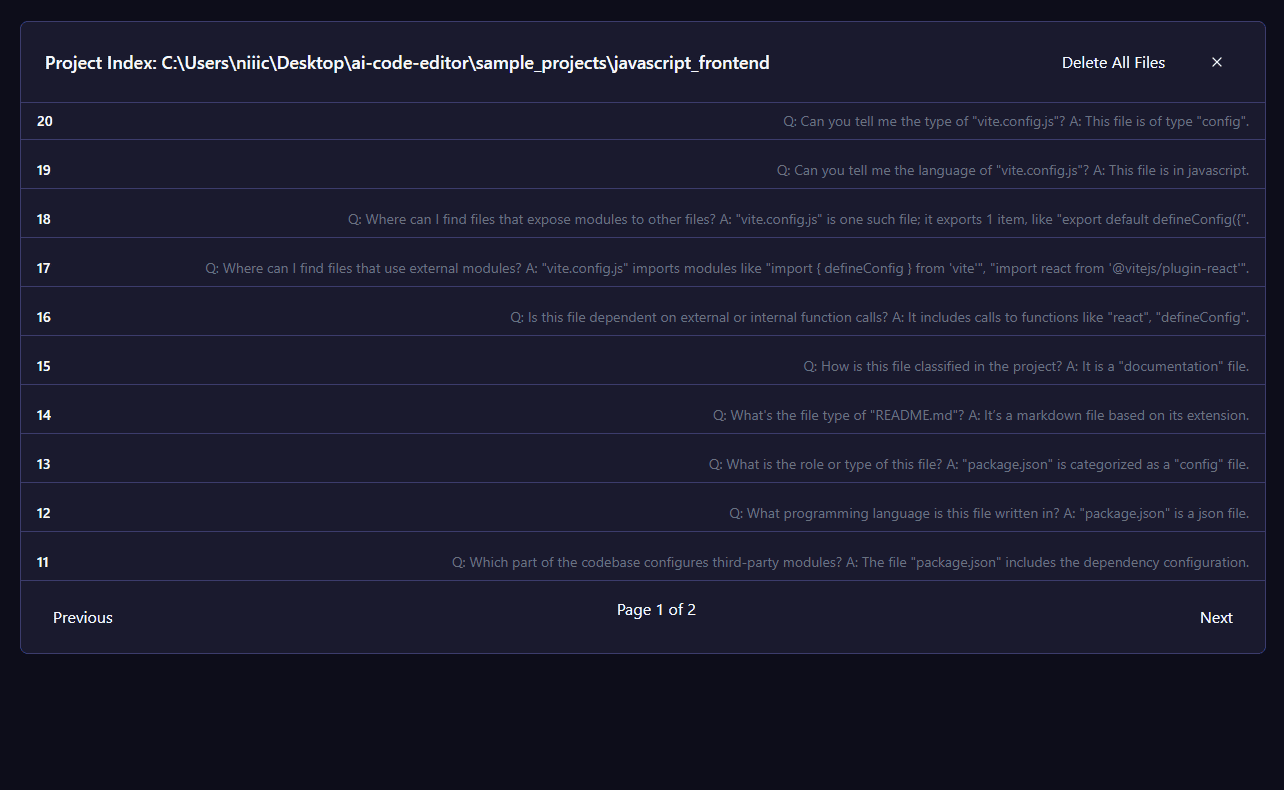 Project Index: C:\Users\niiic\Desktop\ai-code-editor\sample_projects\javascript_frontend
Delete All Files ×
20 Q: Can you tell me the type of "vite.config.js"? A: This file is of type "config".
19 Q: Can you tell me the language of "vite.config.js"? A: This file is in javascript.
18 Q: Where can I find files that expose modules to other files? A: "vite.config.js" is one such file; it exports 1 item, like "export default defineConfig({".
17 Q: Where can I find files that use external modules? A: "vite.config.js" imports modules like "import { defineConfig } from 'vite'", "import react from '@vitejs/plugin-react'".
16 Q: Is this file dependent on external or internal function calls? A: It includes calls to functions like "react", "defineConfig".
15 Q: How is this file classified in the project? A: It is a "documentation" file.
14 Q: What's the file type of "README.md"? A: It's a markdown file based on its extension.
13 Q: What is the role or type of this file? A: "package.json" is categorized as a "config" file.
12 Q: What programming language is this file written in? A: "package.json" is a json file.
11 Q: Which part of the codebase configures third-party modules? A: The file "package.json" includes the dependency configuration.
Previous
Page 1 of 2
Next